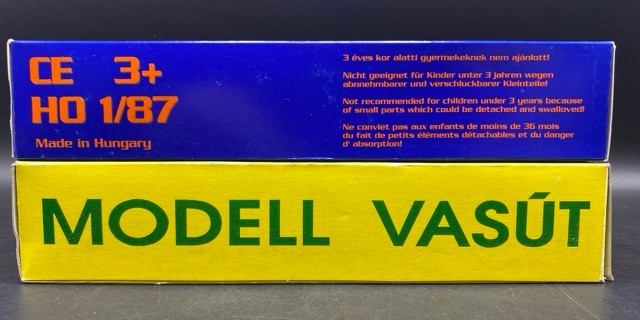 CE 3+
HO 1/87
Made in Hungary
3 éves kor alatti gyermekeknek nem ajánlott!
Nicht geeignet für Kinder unter 3 jahren wegen
abnnehmbarer und verschluckbarer Kleinteile!
Not recommended for children under 3 years because
of small parts which could be detached and swallowed!
Ne conviet pas aux enfants de moins de 36 mois
du fait de petits éléments détachables et du danger
d' absorption!
MODELL VASÚT